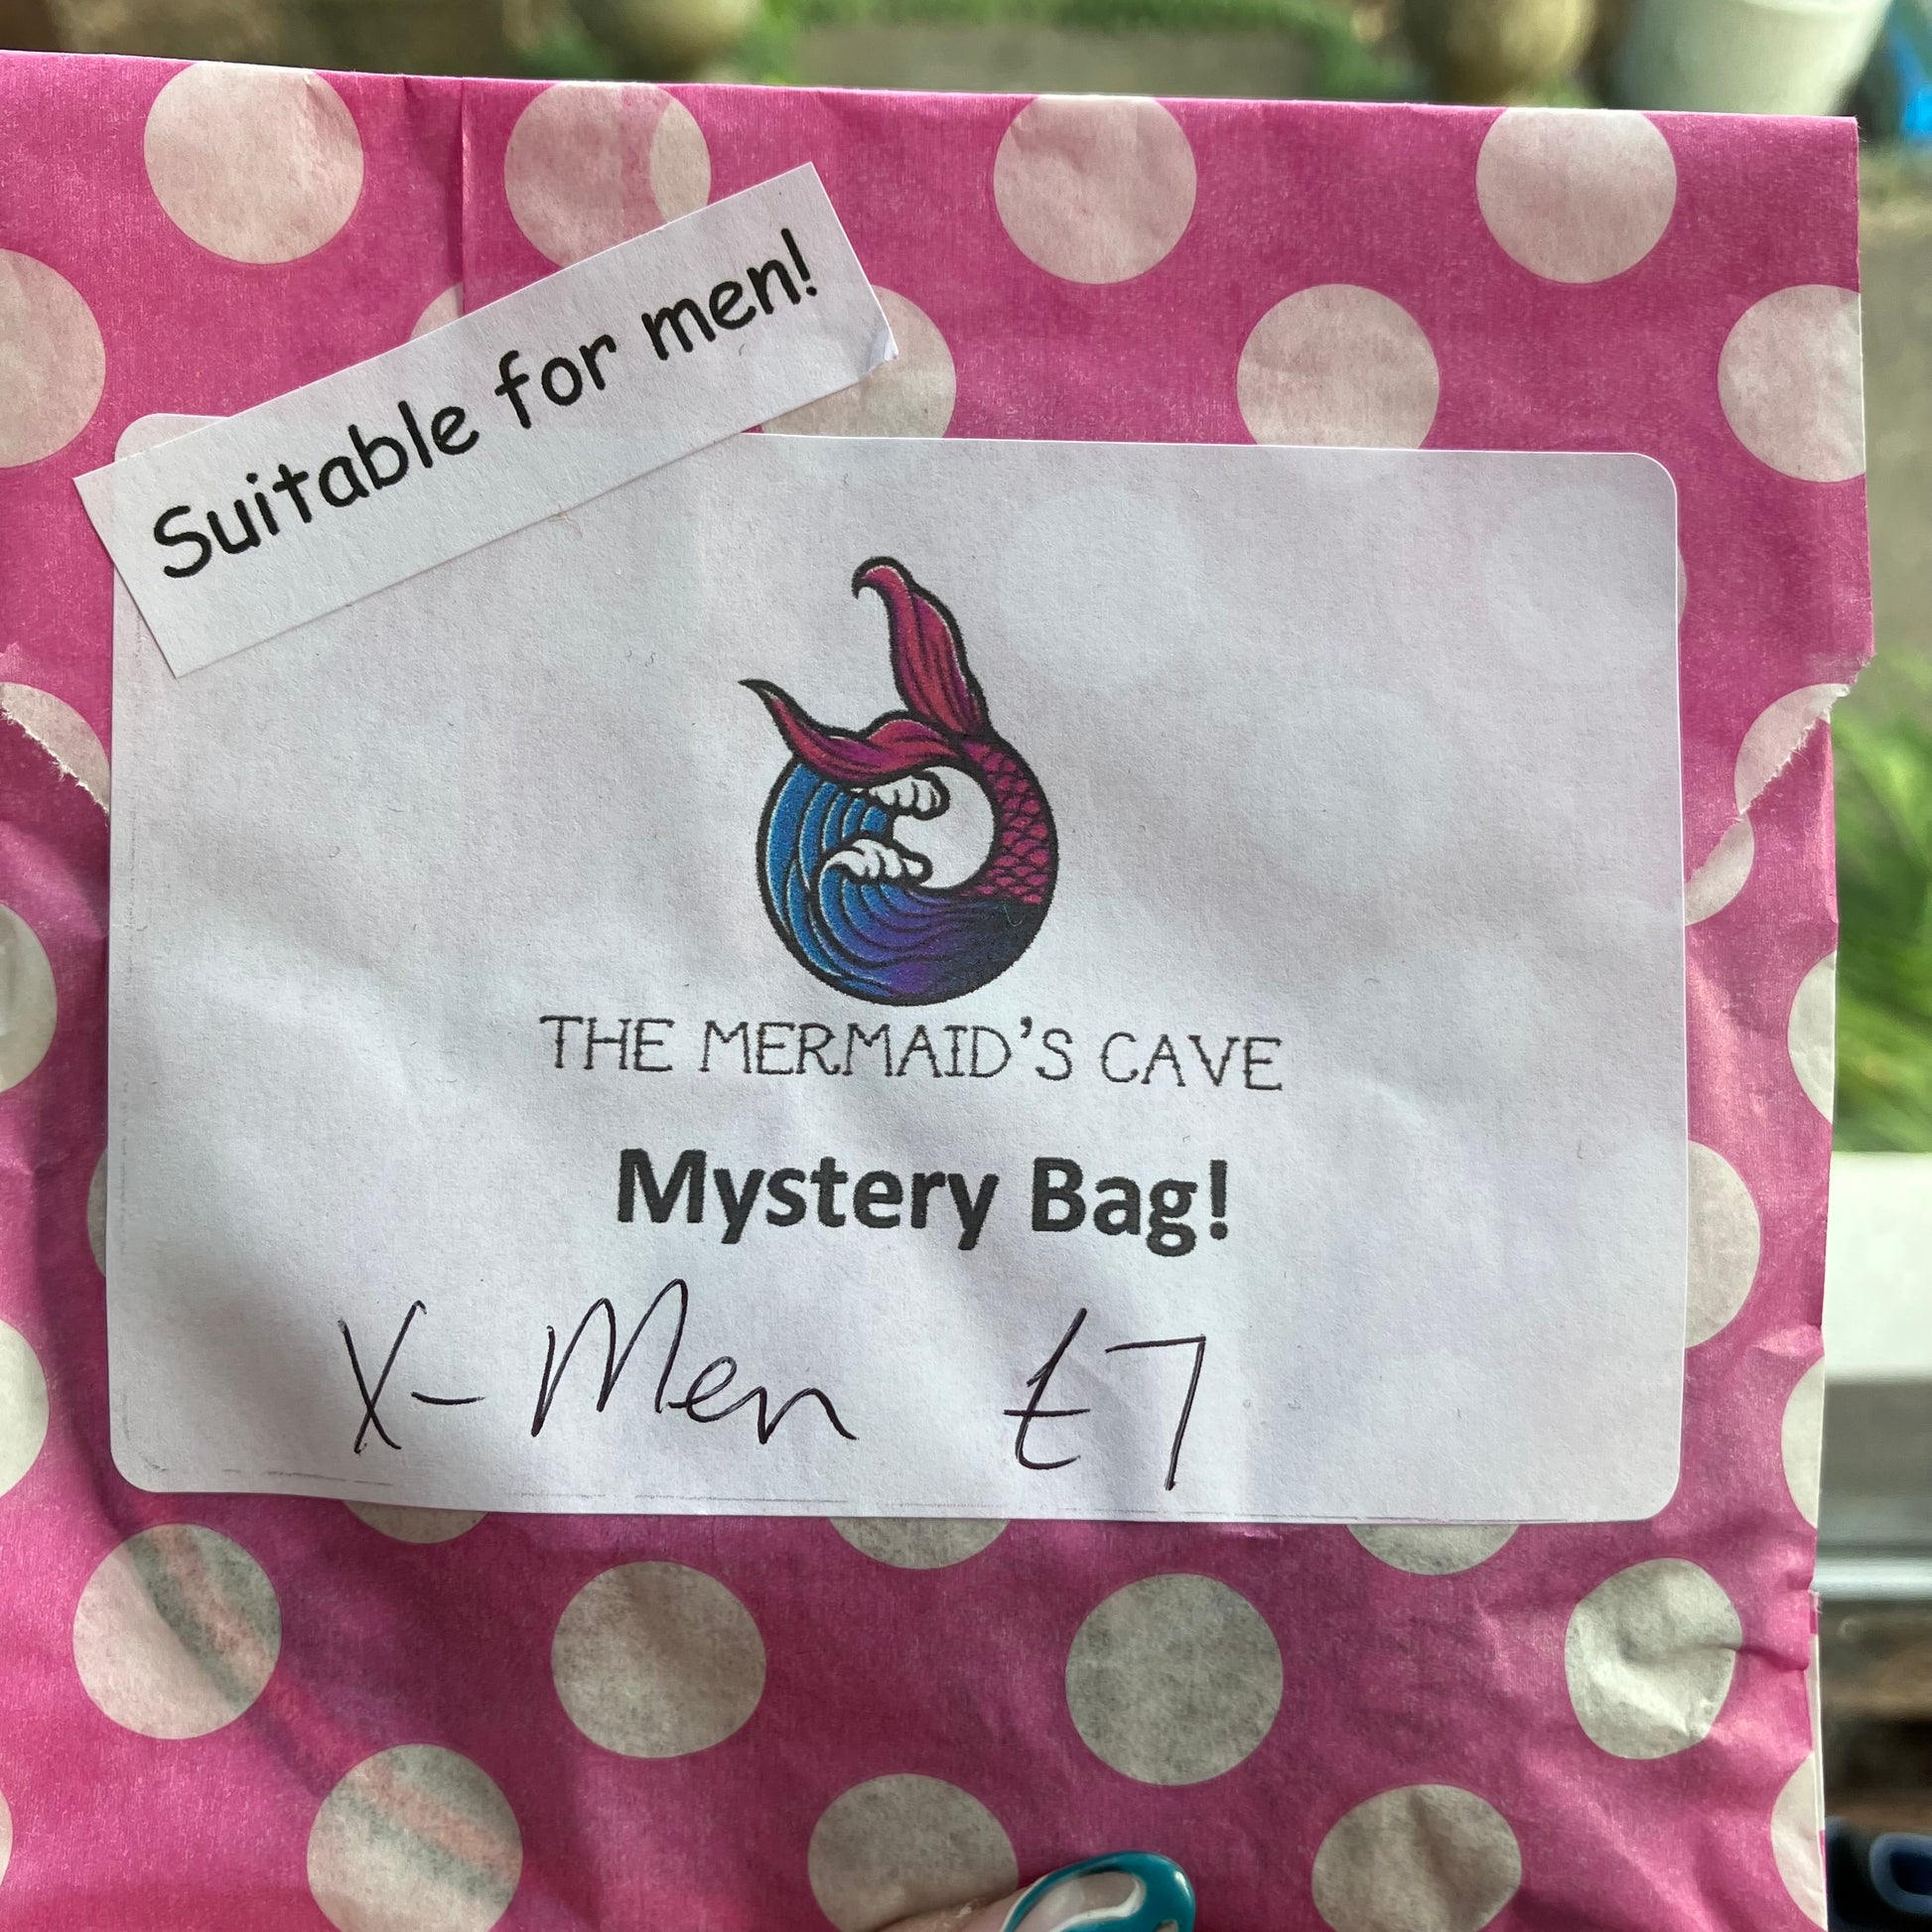 Suitable for men!
THE MERMAID'S CAVE
Mystery Bag!
X-Men £7